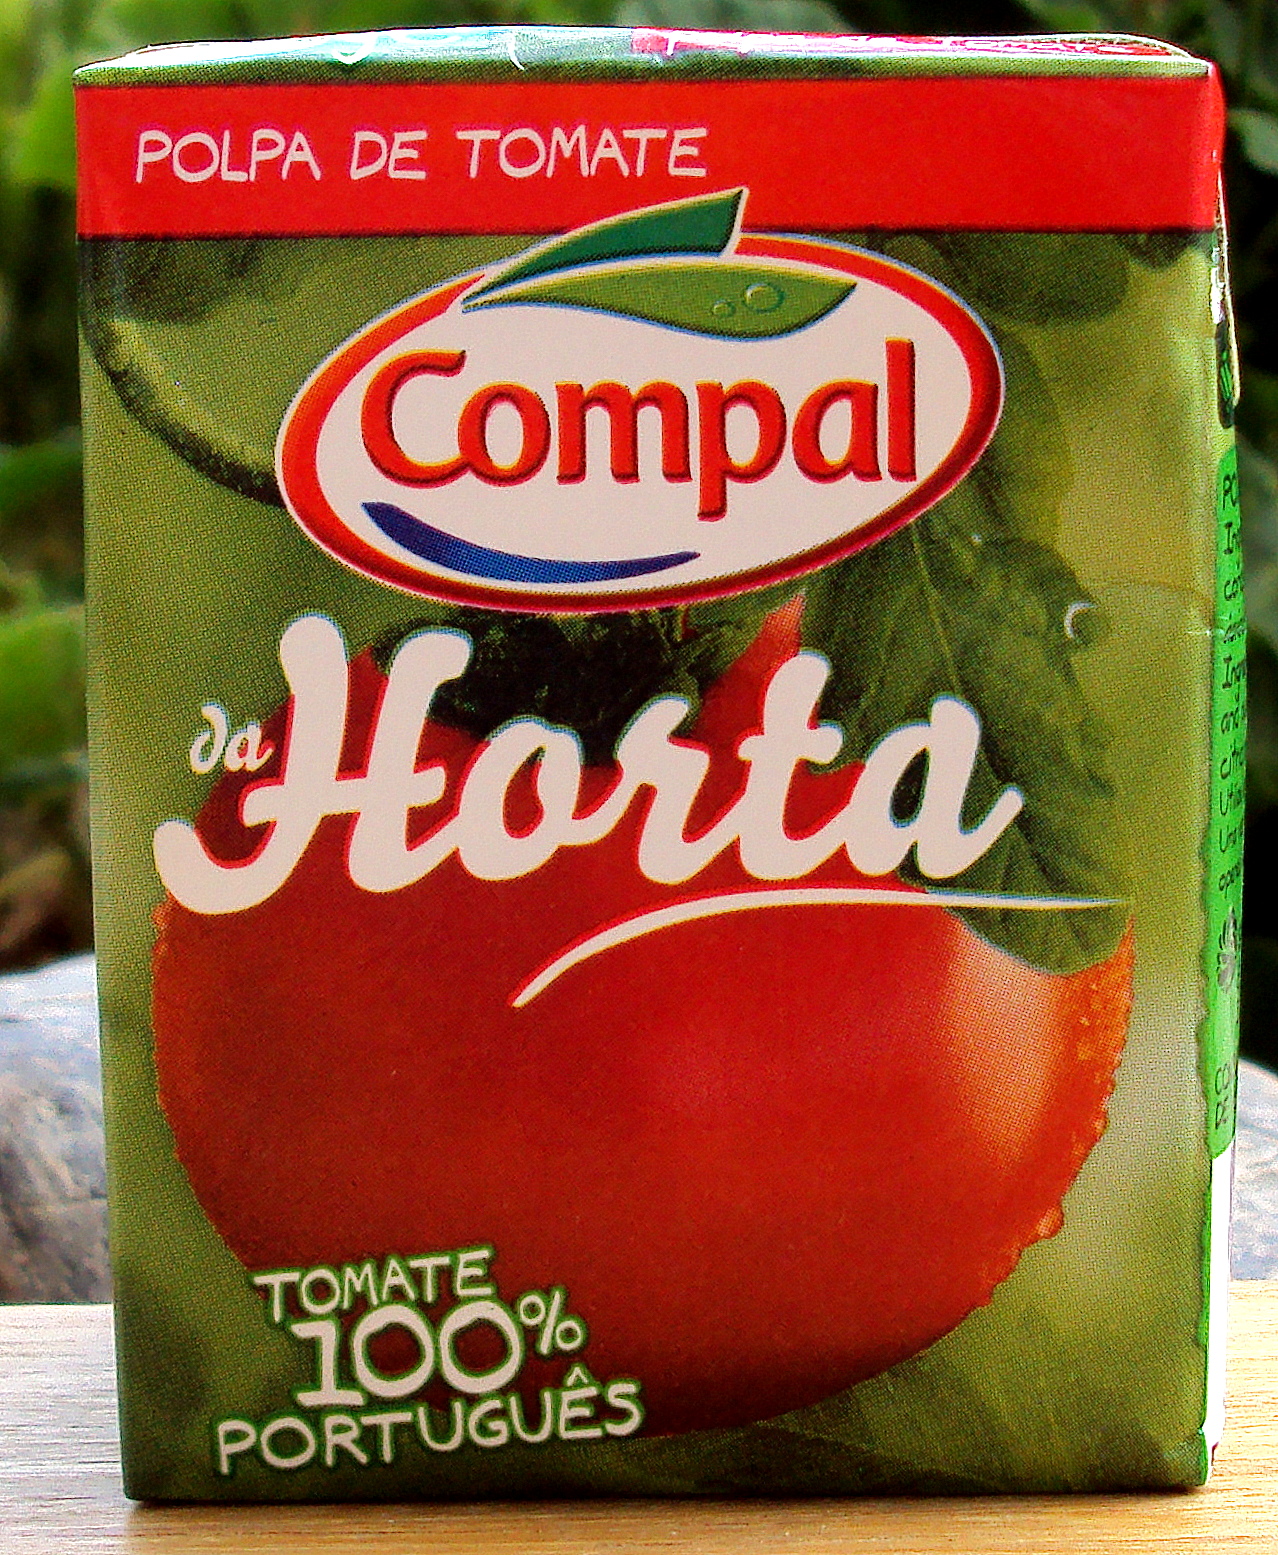 POLPA DE TOMATE
Compal
da Horta
TOMATE
100%
PORTUGUÊS